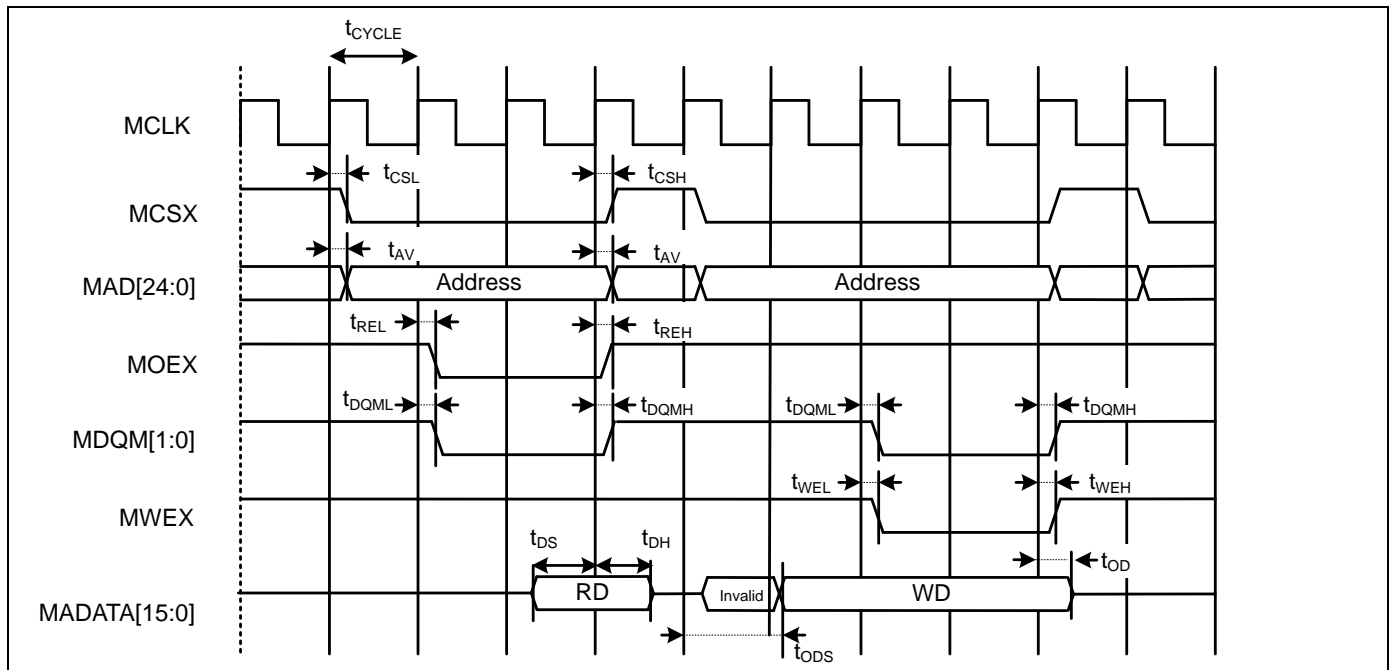 tCYCLE
MCLK
tCSL
tCSH
MCSX
tAV
tAV
MAD[24:0]
Address
Address
tREL
tREH
MOEX
tDQML
tDQMH
tDQML
tDQMH
MDQM[1:0]
tWEL
tWEH
MWEX
tDS
tDH
tOD
MADATA[15:0]
RD
Invalid
WD
tODS